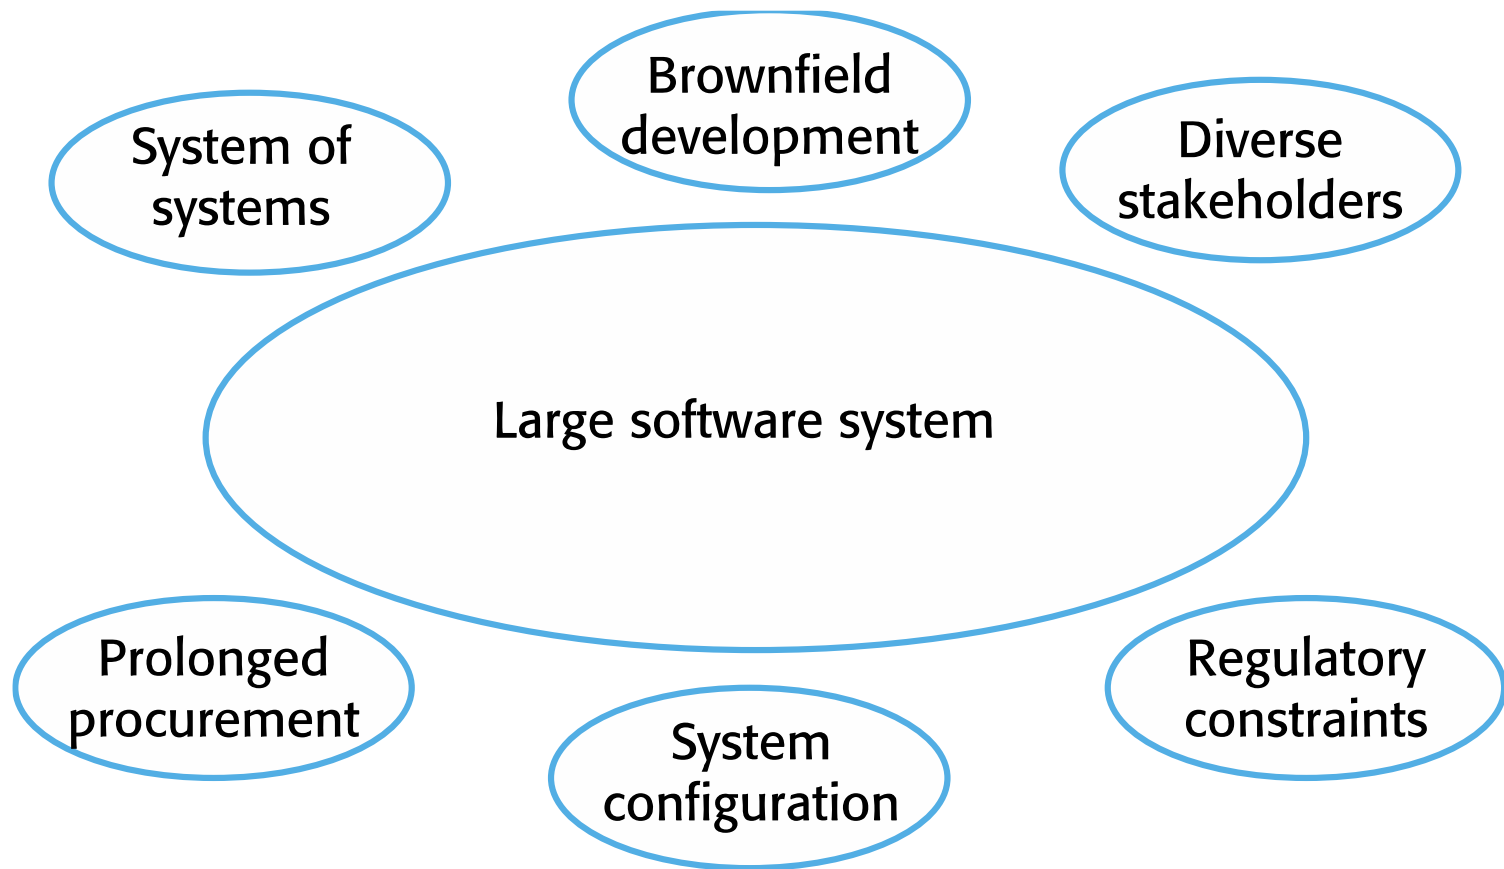 Brownfield
development
System of
systems
Diverse
stakeholders
Large software system
Prolonged
procurement
System
configuration
Regulatory
constraints